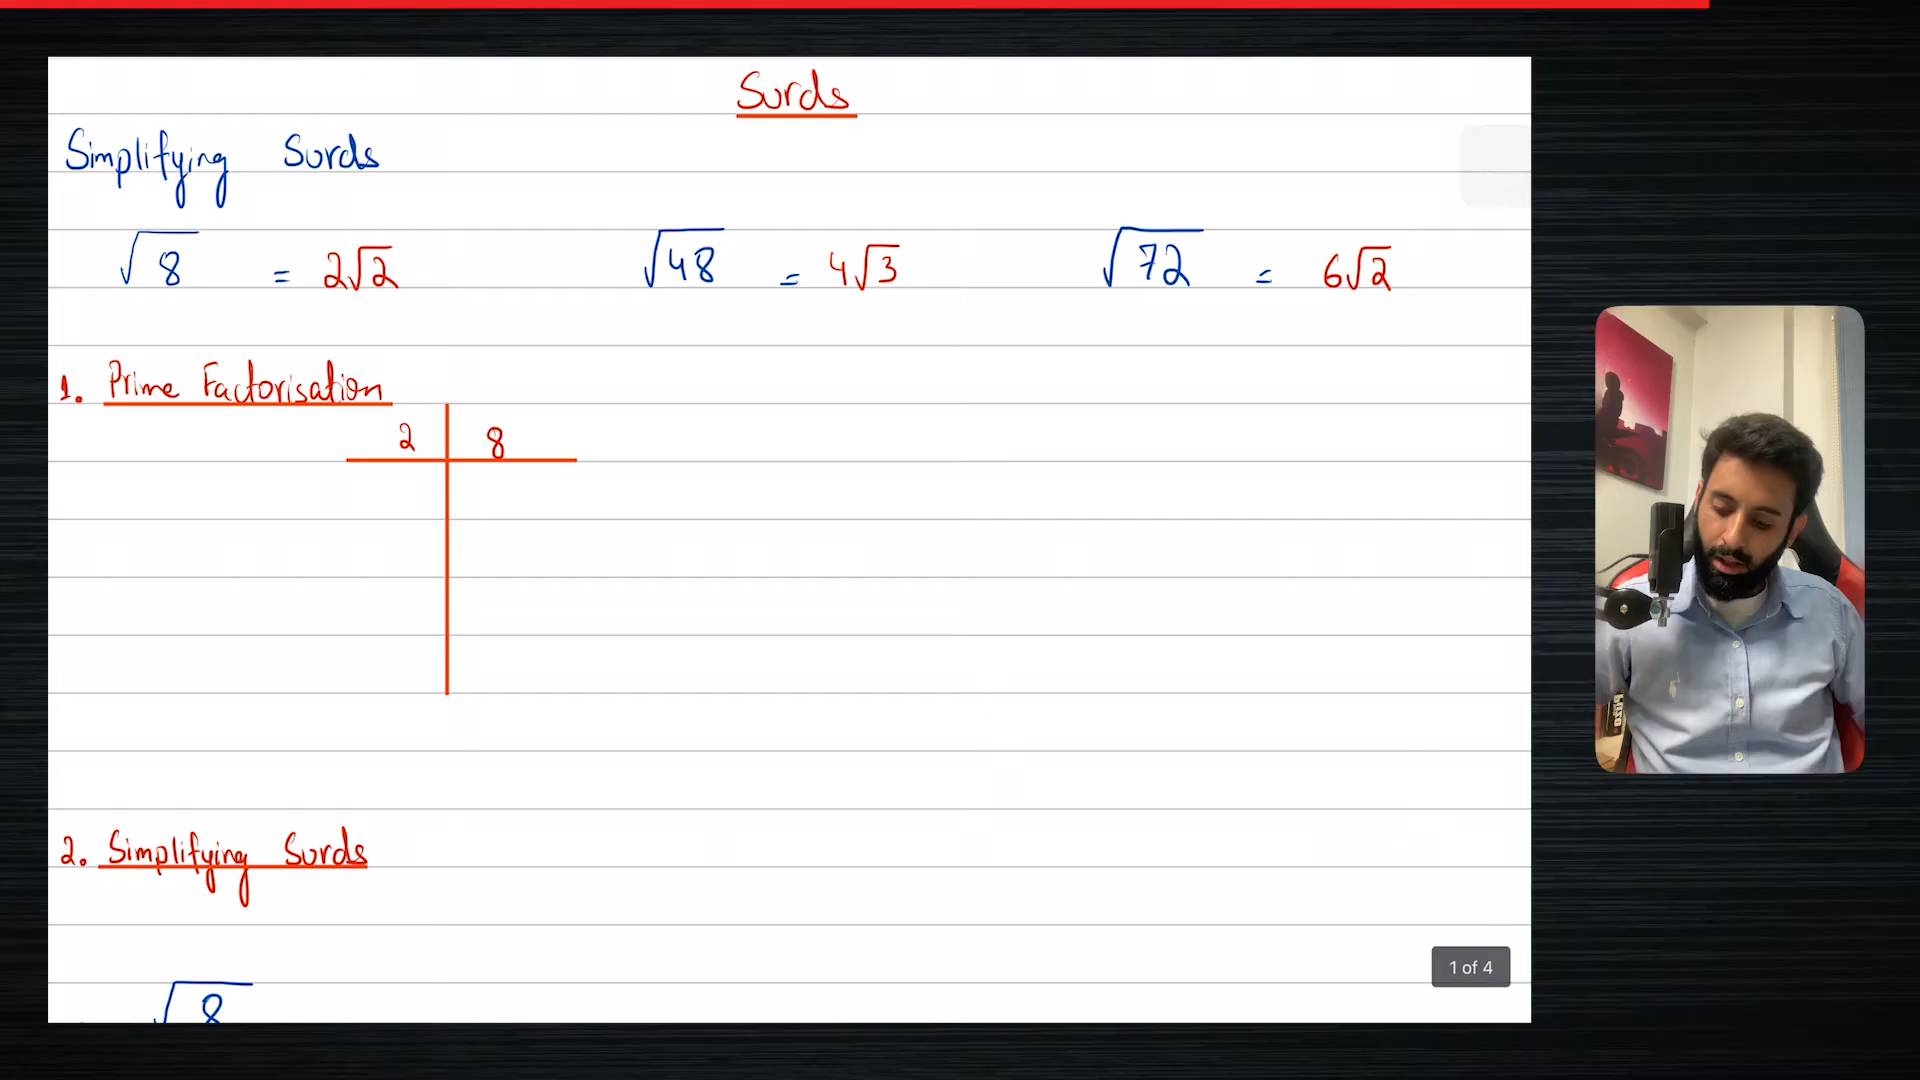 Surds
Simplifying Surds
√8 = 2√2 √48 = 4√3 √72 = 6√2
1. Prime Factorisation
2 8
2. Simplifying Surds
1 of 4
√8